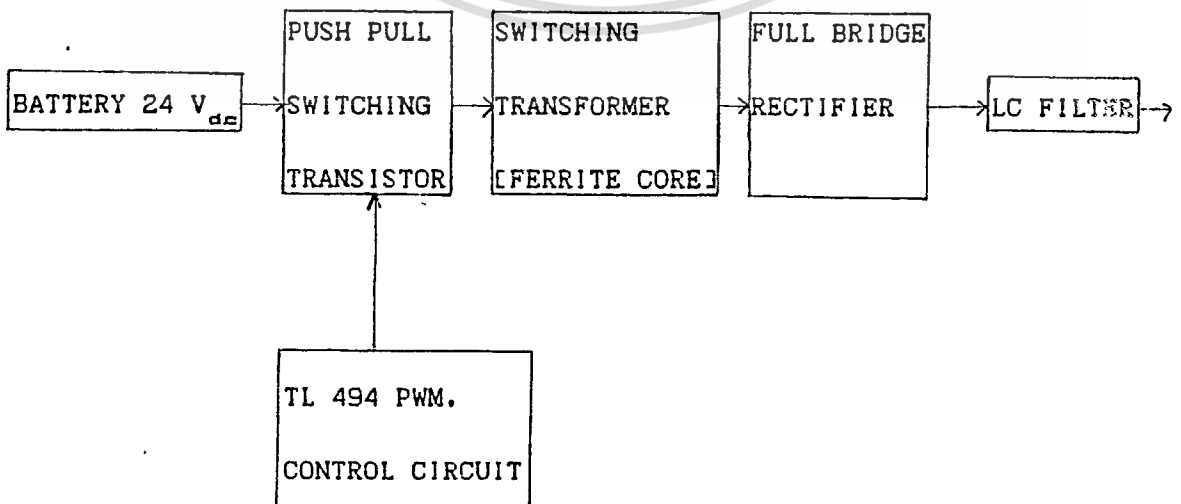 BATTERY 24 Vdc
PUSH PULL
SWITCHING
TRANSISTOR
SWITCHING
TRANSFORMER
[FERRITE CORE]
FULL BRIDGE
RECTIFIER
LC FILTER
TL 494 PWM.
CONTROL CIRCUIT